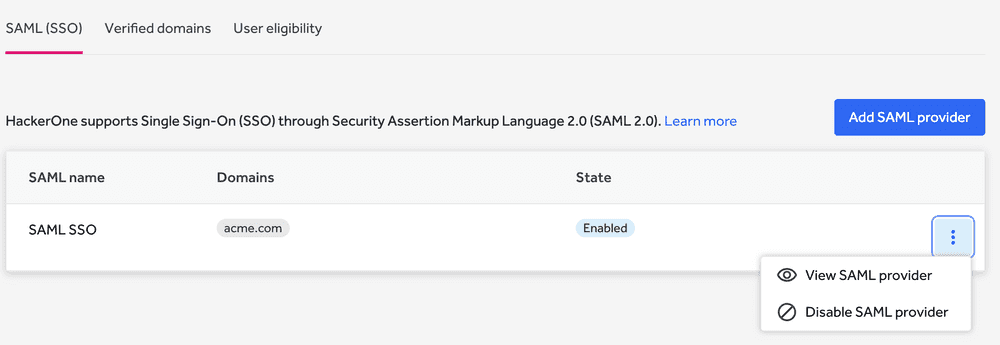 SAML (SSO) Verified domains User eligibility
HackerOne supports Single Sign-On (SSO) through Security Assertion Markup Language 2.0 (SAML 2.0). Learn more
Add SAML provider
SAML name Domains State
SAML SSO acme.com Enabled
View SAML provider
Disable SAML provider